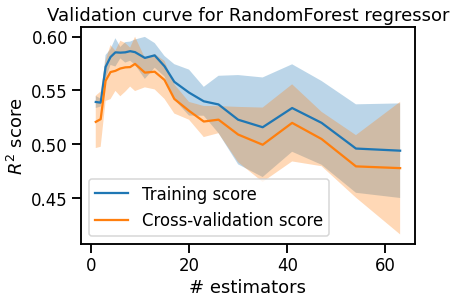 Validation curve for RandomForest regressor
0.60
0.55
0.50
0.45
R² score
Training score
Cross-validation score
0 20 40 60
# estimators